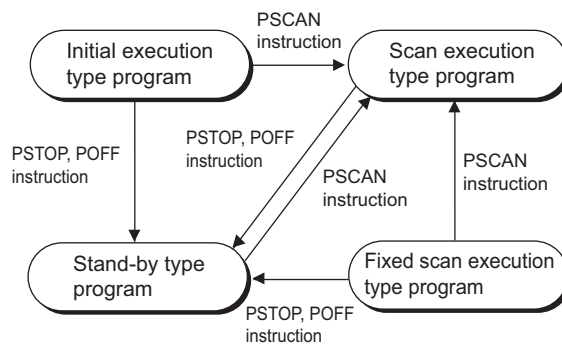 PSCAN
instruction
Initial execution
type program
Scan execution
type program
PSTOP, POFF
instruction
PSTOP, POFF
instruction
PSCAN
instruction
PSCAN
instruction
Stand-by type
program
Fixed scan execution
type program
PSTOP, POFF
instruction